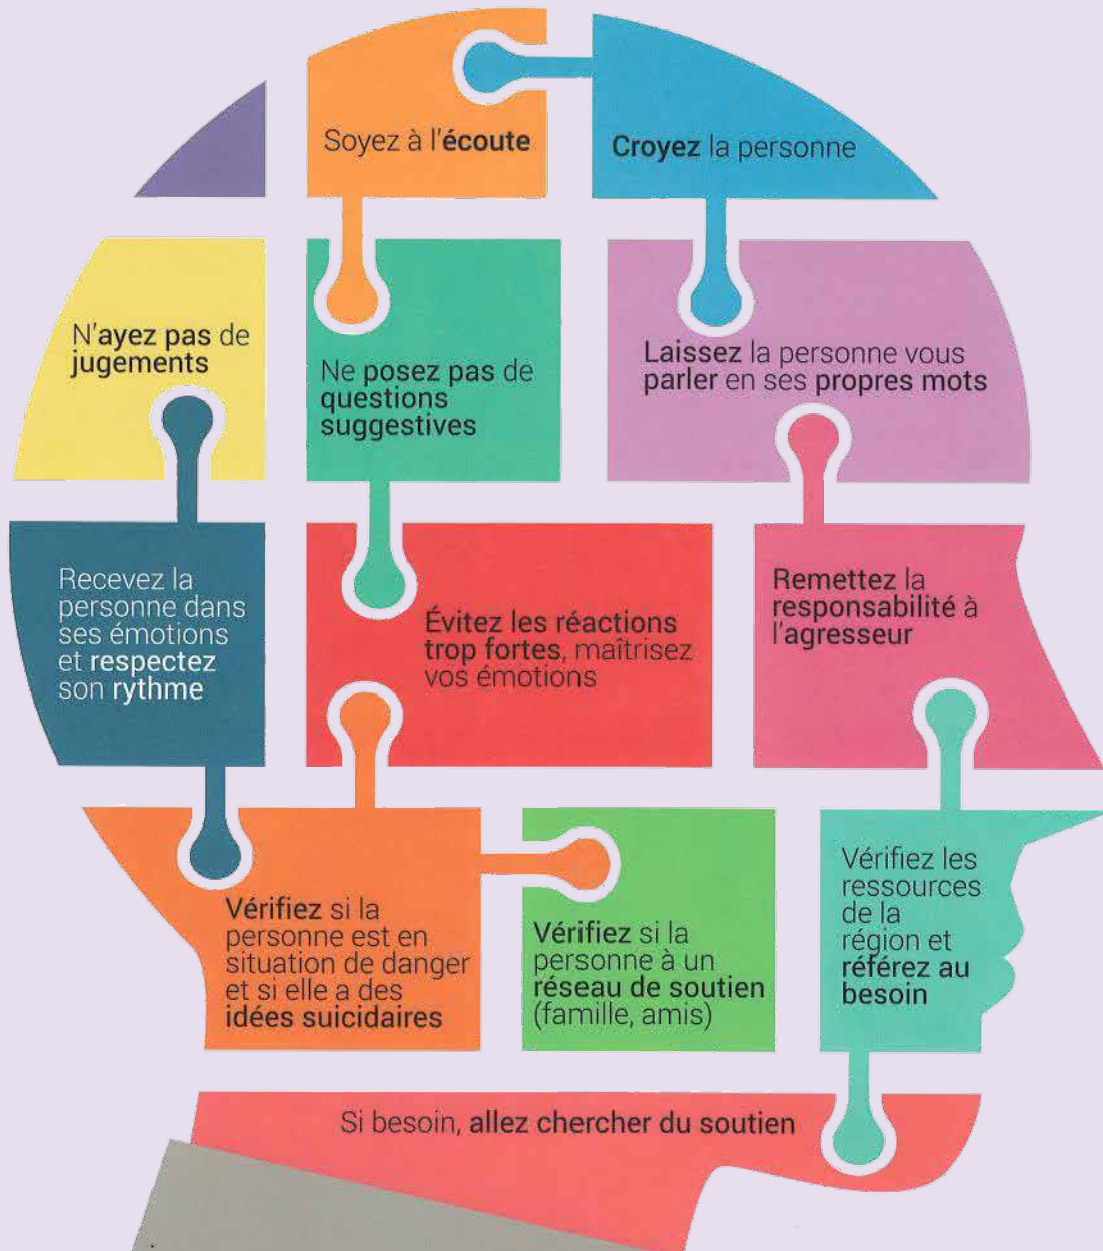 Soyez à l'écoute
Croyez la personne
N'ayez pas de
jugements
Ne posez pas de
questions
suggestives
Laissez la personne vous
parler en ses propres mots
Recevez la
personne dans
ses émotions
et respectez
son rythme
Évitez les réactions
trop fortes, maîtrisez
vos émotions
Remettez la
responsabilité à
l'agresseur
Vérifiez si la
personne est en
situation de danger
et si elle a des
idées suicidaires
Vérifiez si la
personne à un
réseau de soutien
(famille, amis)
Vérifiez les
ressources
de la
région et
référez au
besoin
Si besoin, allez chercher du soutien